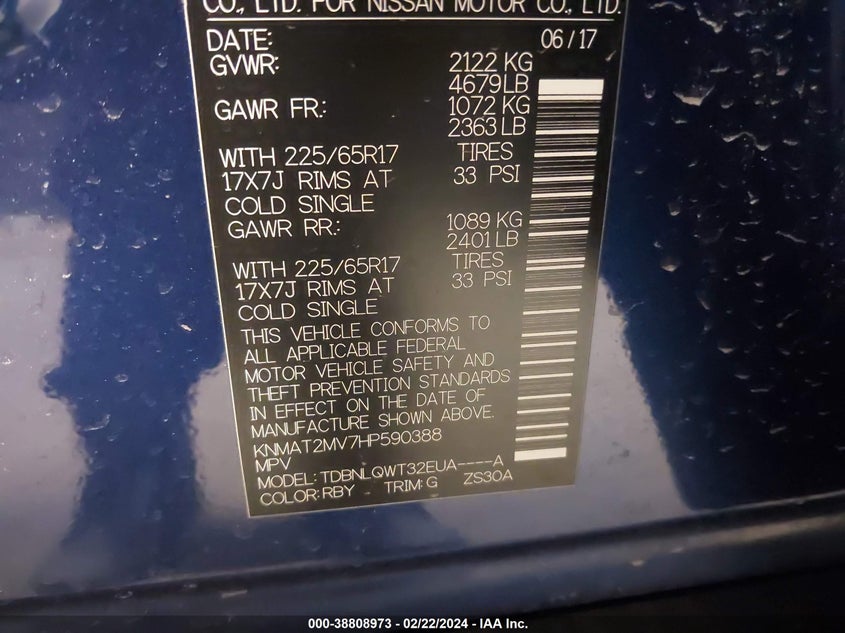 CO., LTD. FOR NISSAN MOTOR CO., LTD.
DATE: 06/17
GVWR: 2122 KG
4679 LB
GAWR FR.: 1072 KG
2363 LB
WITH 225/65R17 TIRES
17X7J RIMS AT 33 PSI
COLD SINGLE
GAWR RR.: 1089 KG
2401 LB
WITH 225/65R17 TIRES
17X7J RIMS AT 33 PSI
COLD SINGLE
THIS VEHICLE CONFORMS TO
ALL APPLICABLE FEDERAL
MOTOR VEHICLE SAFETY AND
THEFT PREVENTION STANDARDS
IN EFFECT ON THE DATE OF
MANUFACTURE SHOWN ABOVE.
KNMAT2MV7HP590388
MPV
MODEL: TDBNLQWT32EUA----A
COLOR: RBY TRIM: G ZS30A
000-38808973 - 02/22/2024 - IAA Inc.